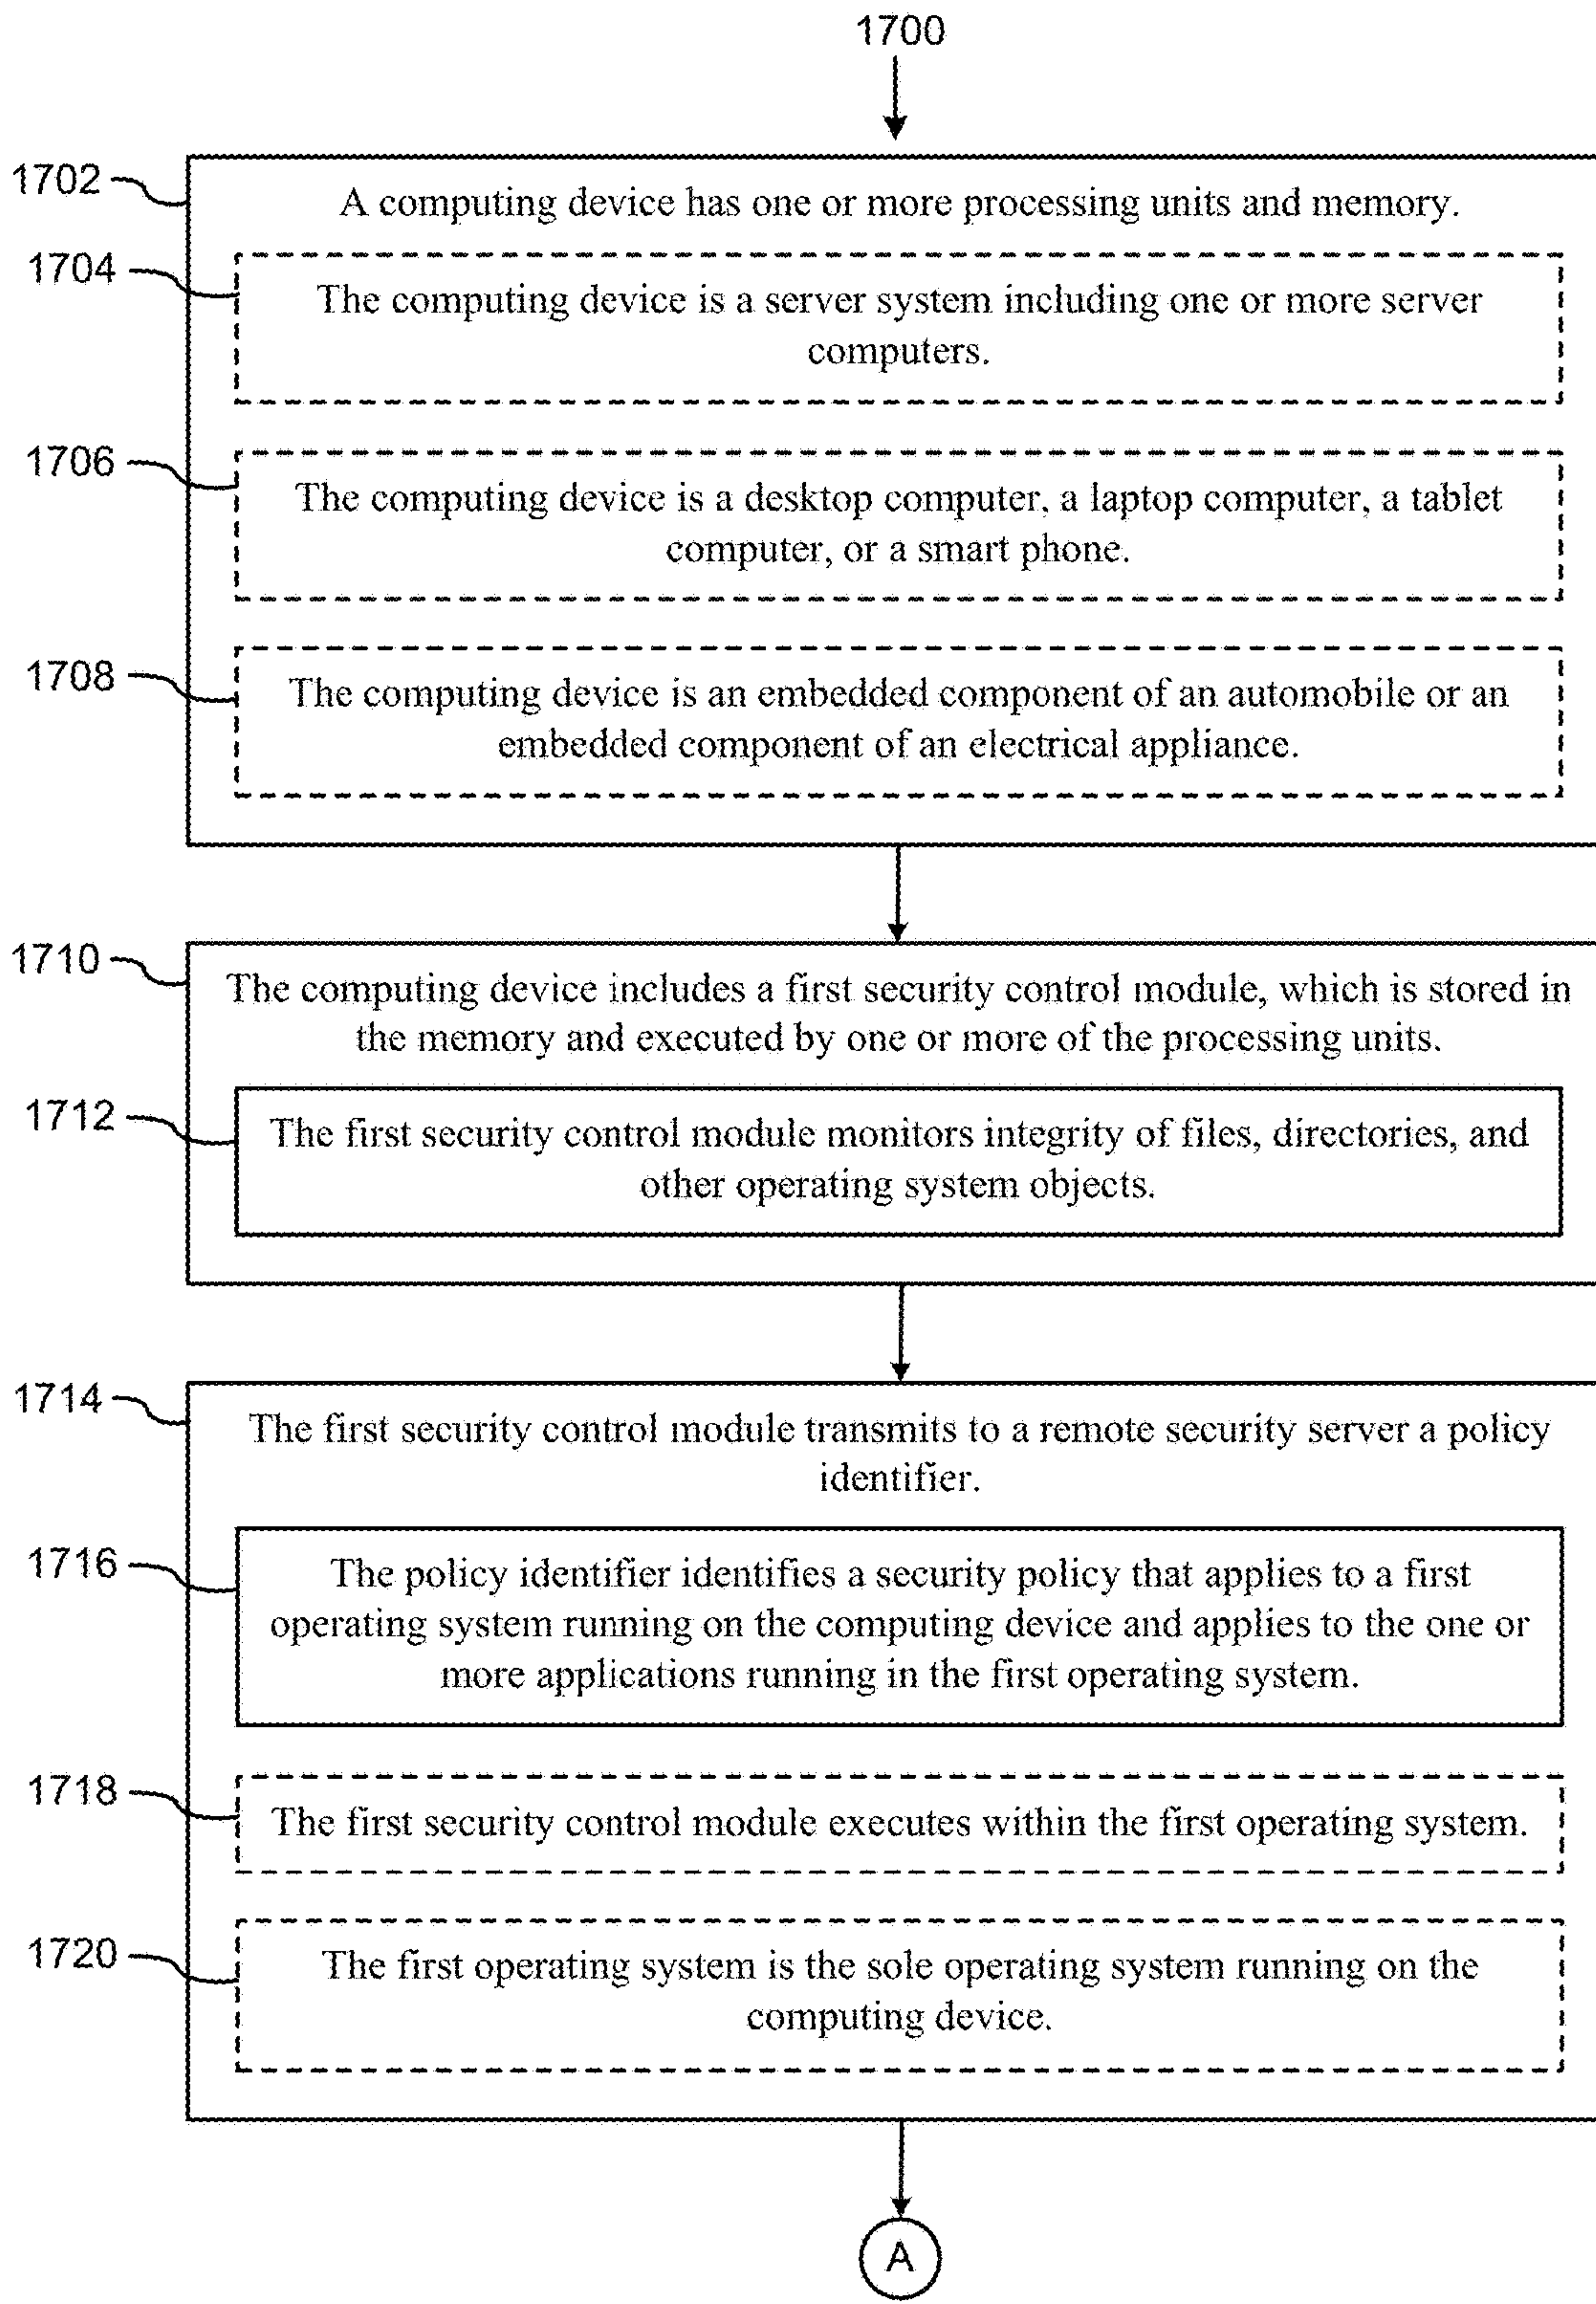 1700
1702
A computing device has one or more processing units and memory.
1704
The computing device is a server system including one or more server
computers.
1706
The computing device is a desktop computer, a laptop computer, a tablet
computer, or a smart phone.
1708
The computing device is an embedded component of an automobile or an
embedded component of an electrical appliance.
1710
The computing device includes a first security control module, which is stored in
the memory and executed by one or more of the processing units.
1712
The first security control module monitors integrity of files, directories, and
other operating system objects.
1714
The first security control module transmits to a remote security server a policy
identifier.
1716
The policy identifier identifies a security policy that applies to a first
operating system running on the computing device and applies to the one or
more applications running in the first operating system.
1718
The first security control module executes within the first operating system.
1720
The first operating system is the sole operating system running on the
computing device.
A